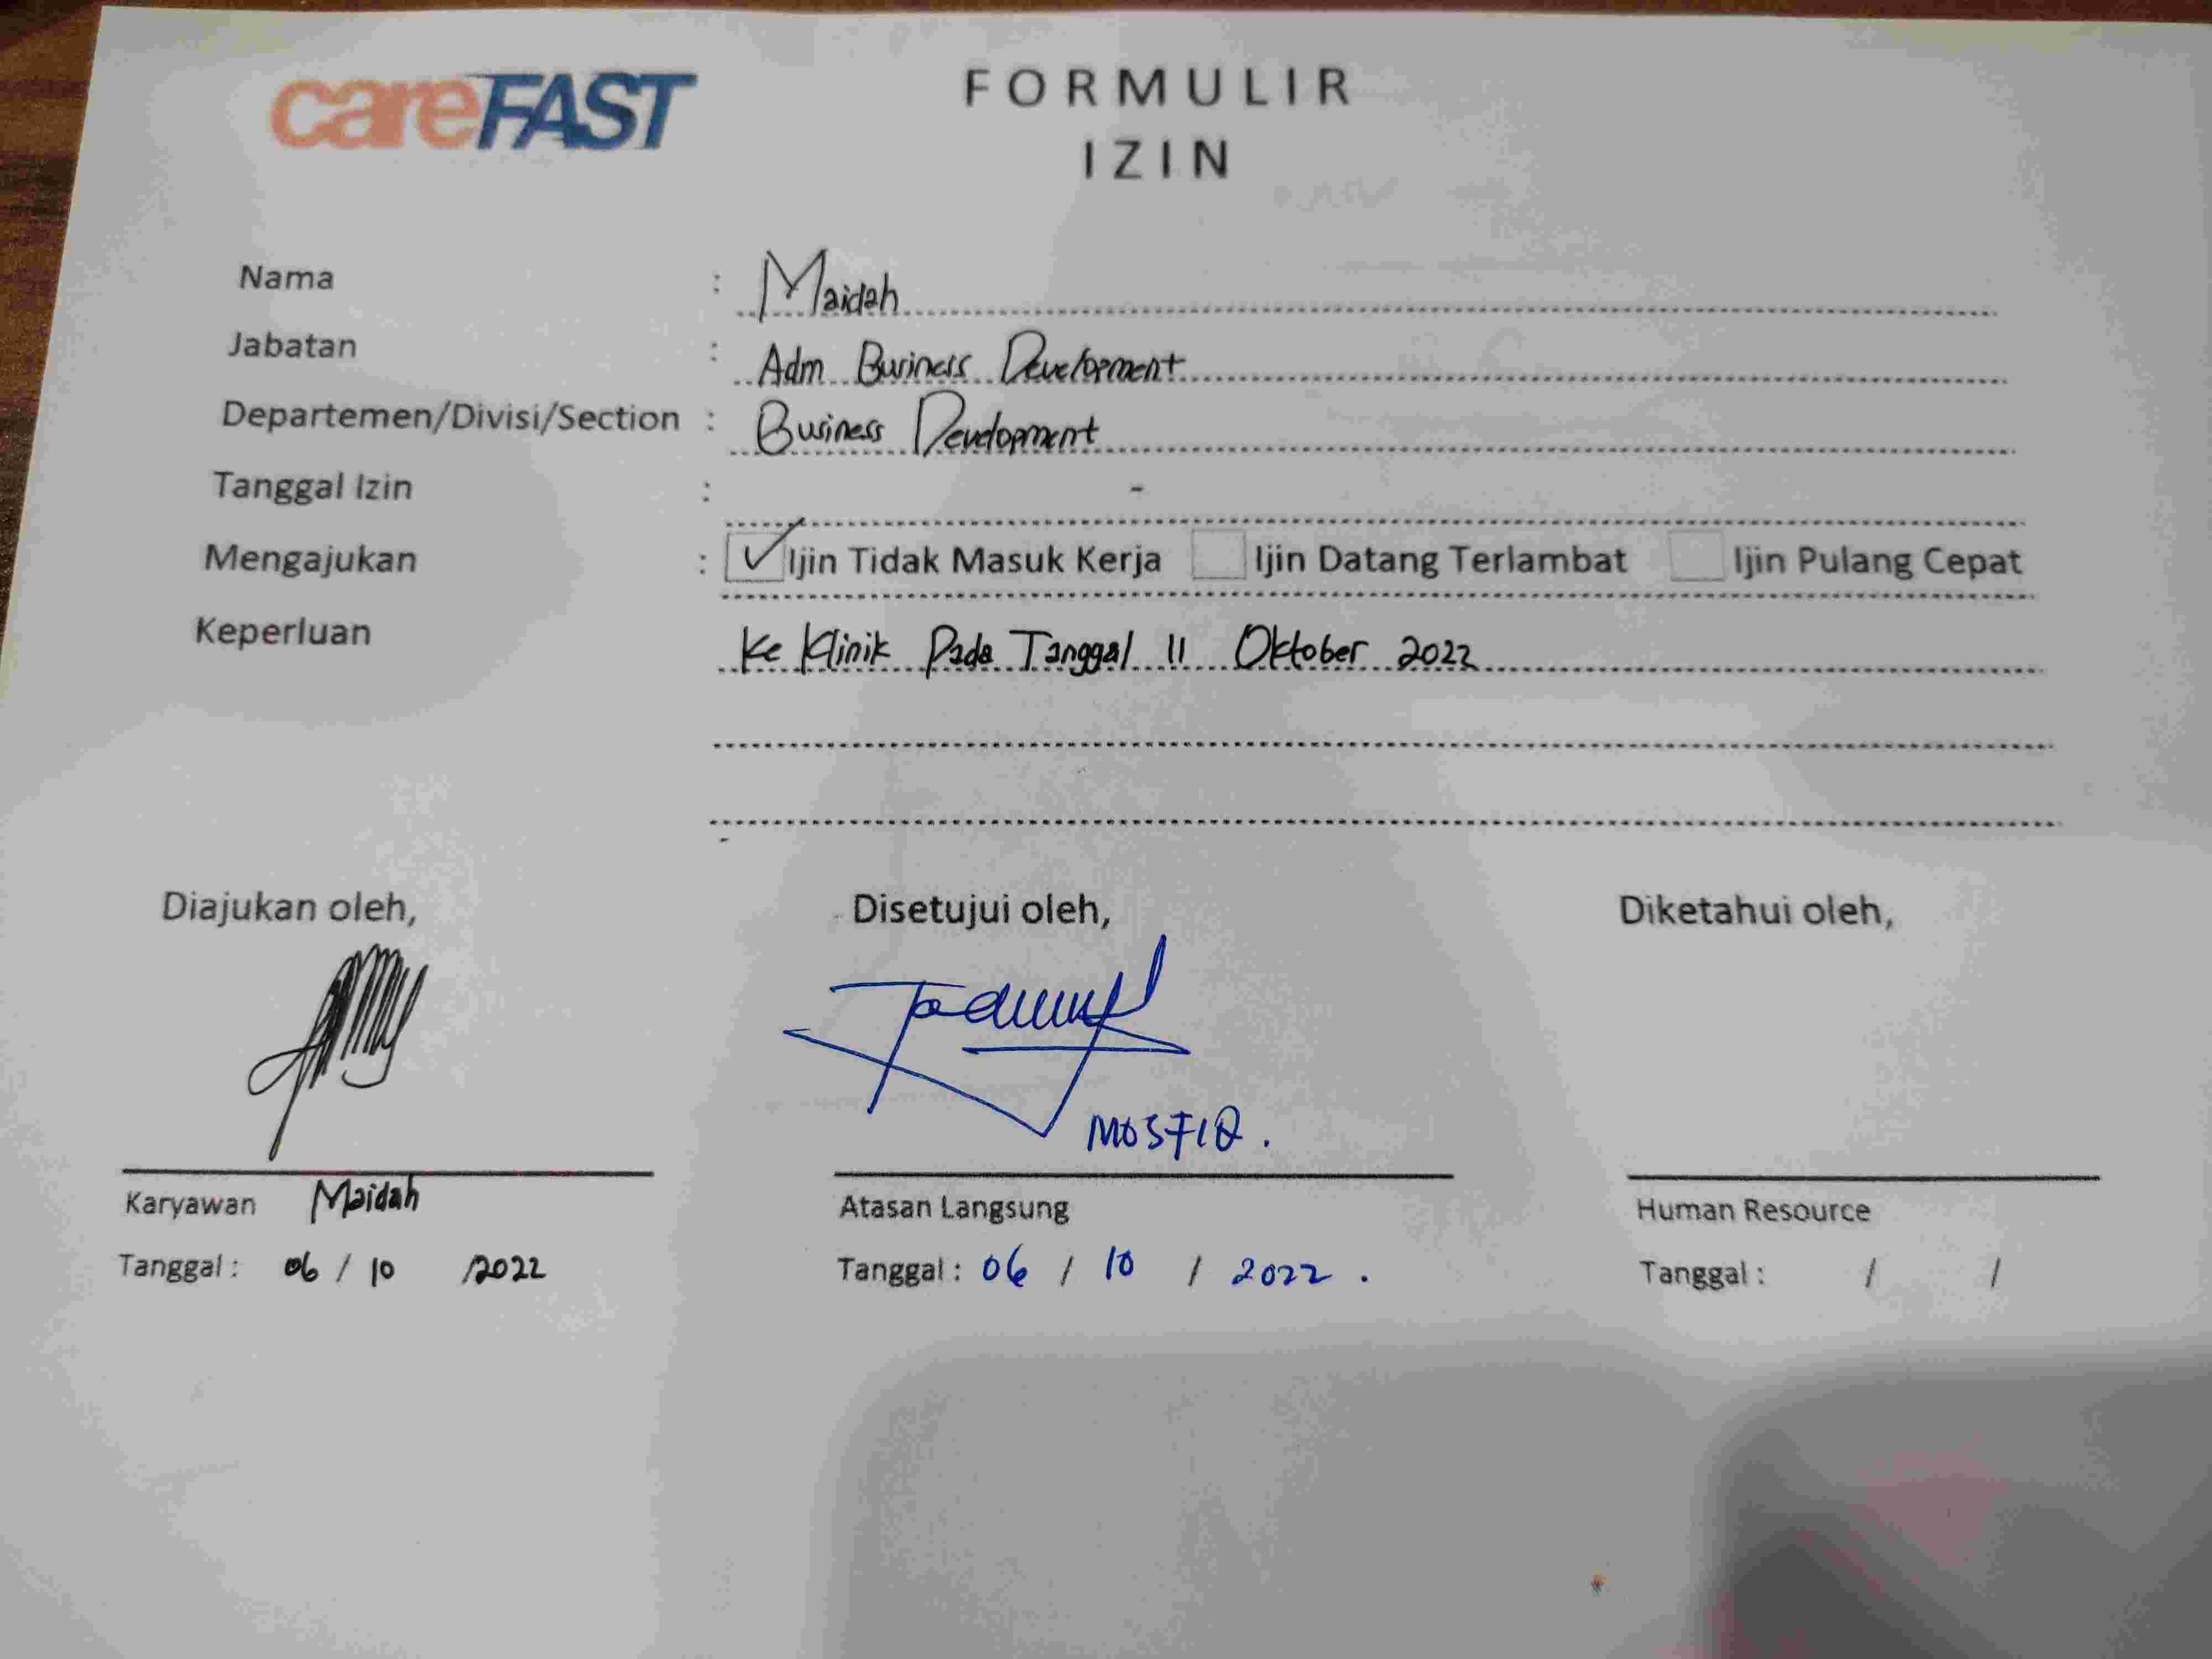 careFAST
FORMULIR
IZIN
Nama : Maidah
Jabatan : Adm Business Development
Departemen/Divisi/Section : Business Development
Tanggal Izin : -
Mengajukan : ✓ Ijin Tidak Masuk Kerja Ijin Datang Terlambat Ijin Pulang Cepat
Keperluan Ke Klinik Pada Tanggal 11 Oktober 2022
Diajukan oleh, Disetujui oleh, Diketahui oleh,
MOSFIQ.
Karyawan Maidah Atasan Langsung Human Resource
Tanggal : 06 / 10 /2022 Tanggal : 06 / 10 / 2022. Tanggal : / /